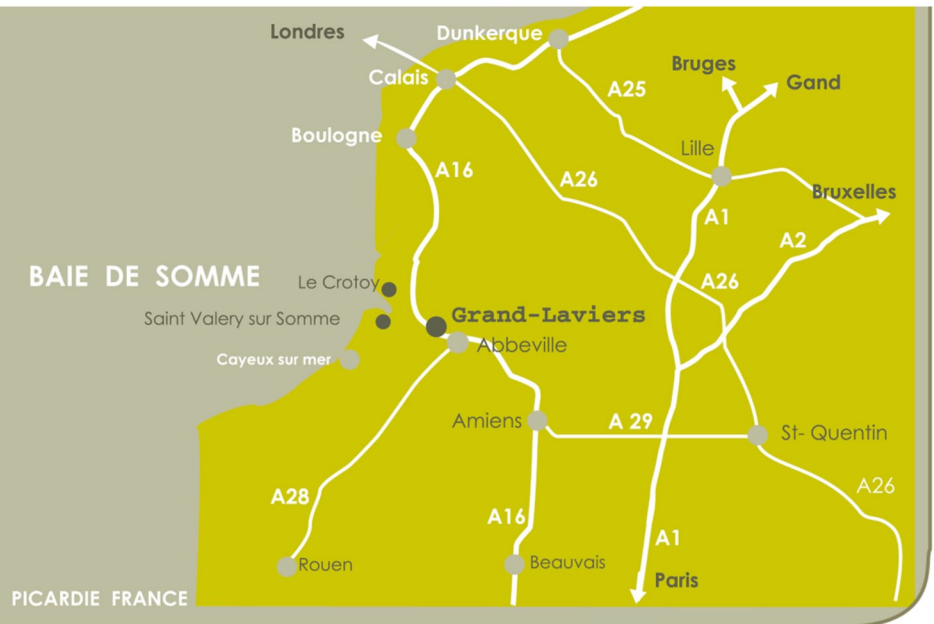 Londres
Dunkerque
Bruges
Calais
Gand
A25
Boulogne
Lille
A16
A26
Bruxelles
A1
A2
BAIE DE SOMME
Le Crotoy
A26
Saint Valery sur Somme
Grand-Laviers
Abbeville
Cayeux sur mer
Amiens
A 29
St- Quentin
A28
A26
A16
A1
Rouen
Beauvais
Paris
PICARDIE FRANCE